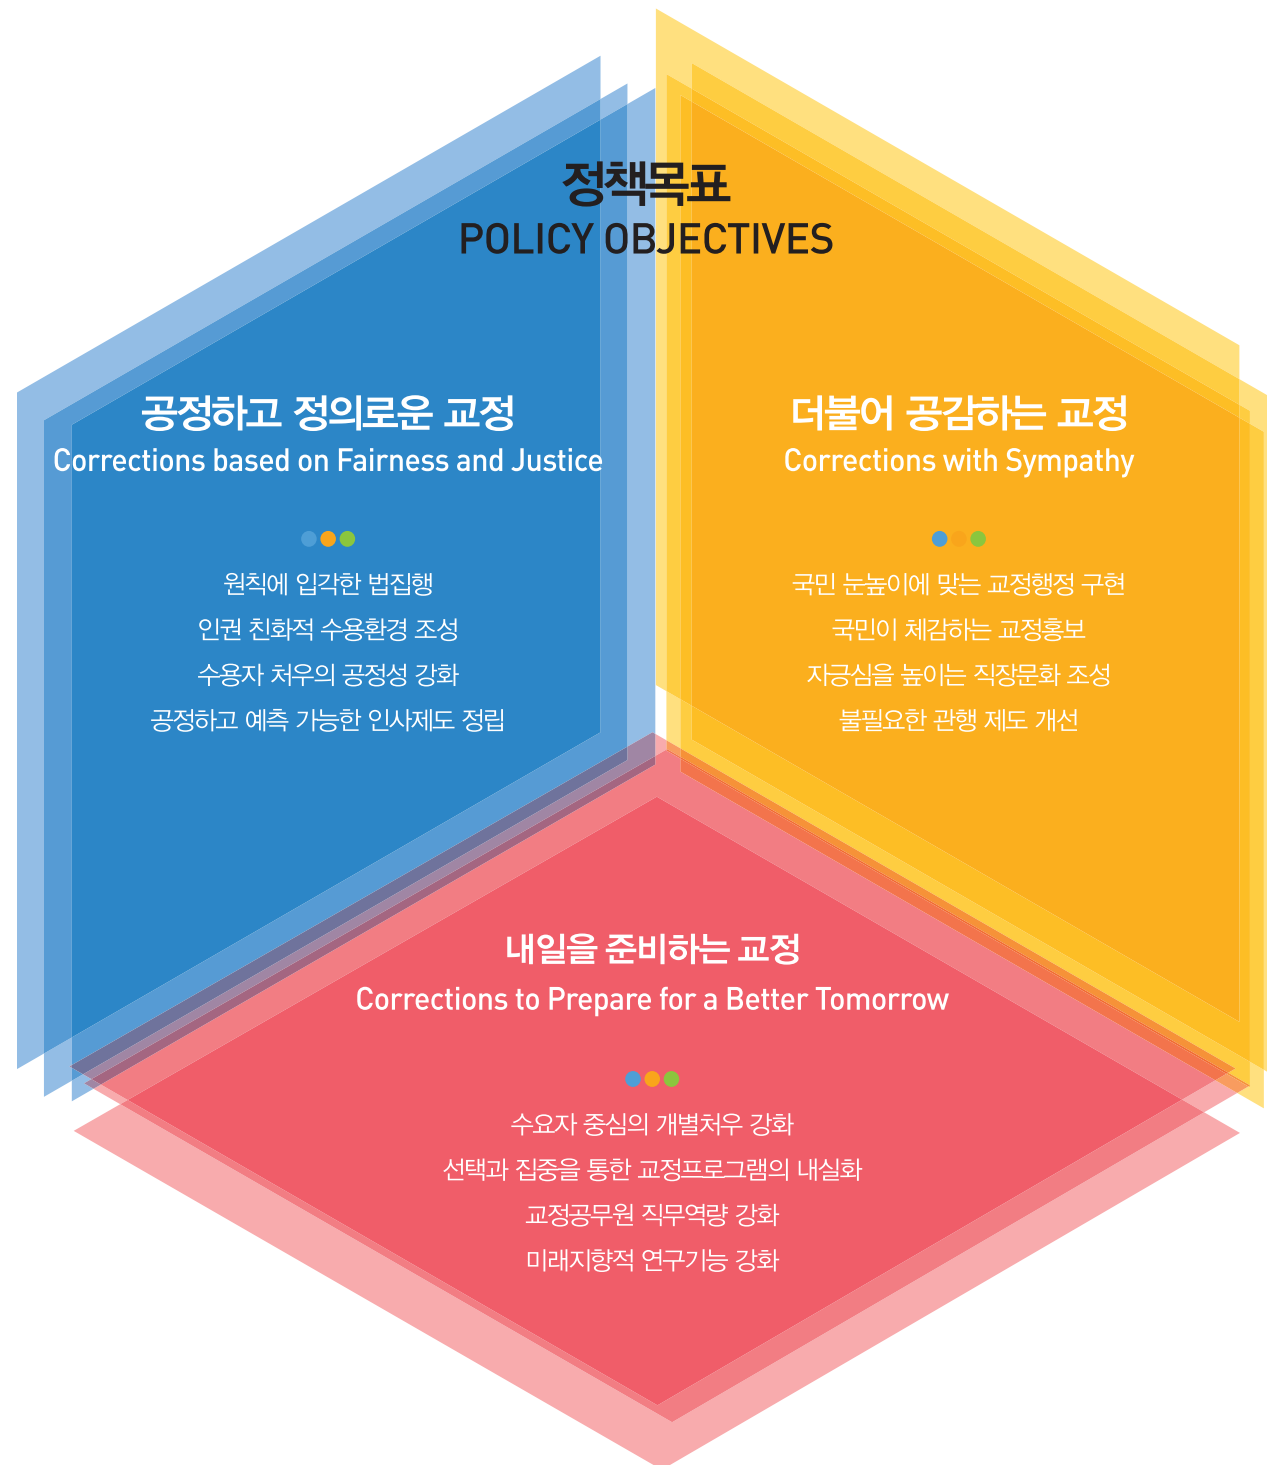 정책목표
POLICY OBJECTIVES
공정하고 정의로운 교정
Corrections based on Fairness and Justice
원칙에 입각한 법집행
인권 친화적 수용환경 조성
수용자 처우의 공정성 강화
공정하고 예측 가능한 인사제도 정립
더불어 공감하는 교정
Corrections with Sympathy
국민 눈높이에 맞는 교정행정 구현
국민이 체감하는 교정홍보
자긍심을 높이는 직장문화 조성
불필요한 관행 제도 개선
내일을 준비하는 교정
Corrections to Prepare for a Better Tomorrow
수요자 중심의 개별처우 강화
선택과 집중을 통한 교정프로그램의 내실화
교정공무원 직무역량 강화
미래지향적 연구기능 강화